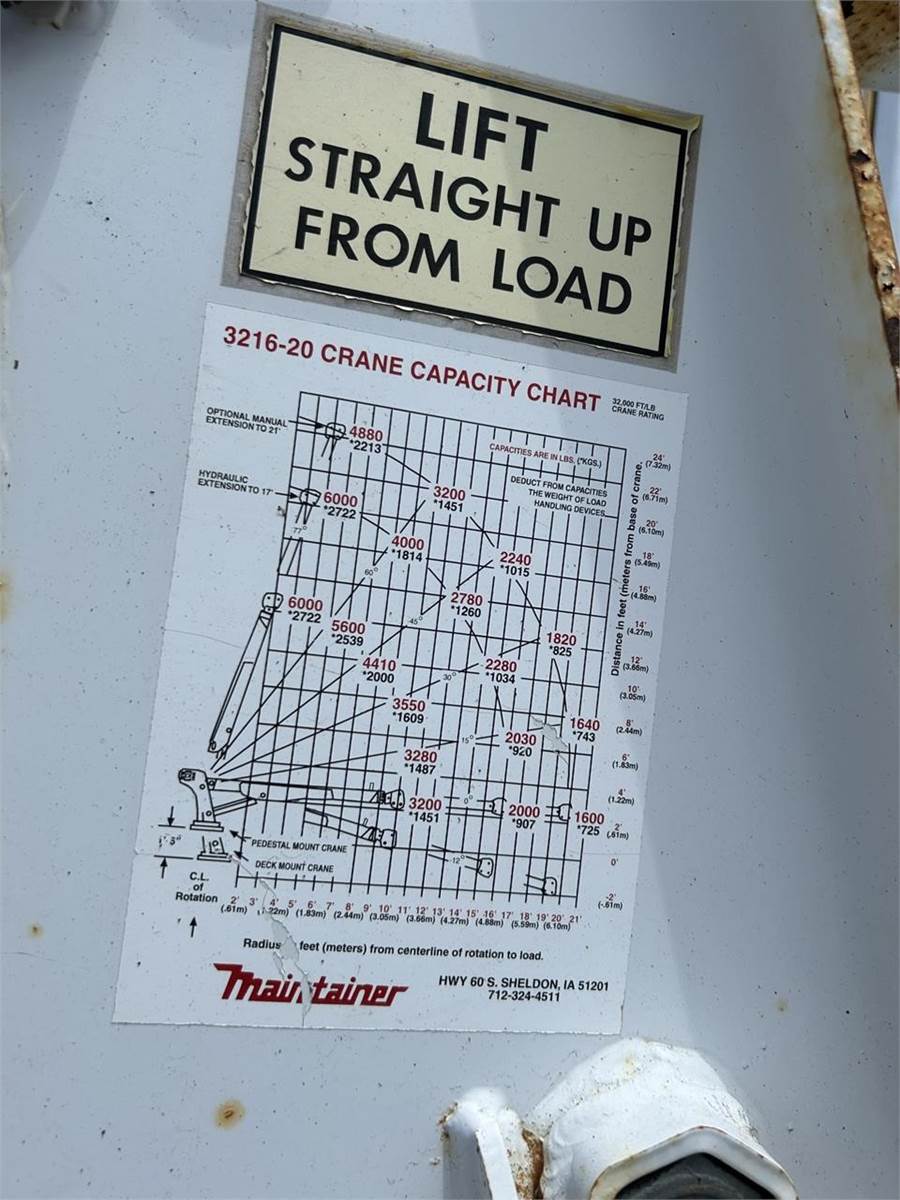 LIFT
STRAIGHT UP
FROM LOAD
3216-20 CRANE CAPACITY CHART
32,000 FT/LB
CRANE RATING
OPTIONAL MANUAL
EXTENSION TO 21'
4880
*2213
CAPACITIES ARE IN LBS. (*KGS.)
DEDUCT FROM CAPACITIES
THE WEIGHT OF LOAD
HANDLING DEVICES.
HYDRAULIC
EXTENSION TO 17'
6000
*2722
3200
*1451
77°
4000
*1814
2240
*1015
60°
6000
*2722
2780
*1260
5600
*2539
45°
1820
*825
4410
*2000
2280
*1034
30°
3550
*1609
1640
*743
15°
2030
*920
3280
*1487
3200
*1451
0°
2000
*907
1600
*725
-12°
Distance in feet (meters) from base of crane.
24'
(7.32m)
22'
(6.71m)
20'
(6.10m)
18'
(5.49m)
16'
(4.88m)
14'
(4.27m)
12'
(3.66m)
10'
(3.05m)
8'
(2.44m)
6'
(1.83m)
4'
(1.22m)
2'
(.61m)
0'
-2'
(-.61m)
PEDESTAL MOUNT CRANE
DECK MOUNT CRANE
C.L.
of
Rotation
2' 3' 4' 5' 6' 7' 8' 9' 10' 11' 12' 13' 14' 15' 16' 17' 18' 19' 20' 21'
(.61m) (1.83m) (2.44m) (3.05m) (3.66m) (4.27m) (4.88m) (5.59m) (6.10m)
Radius feet (meters) from centerline of rotation to load.
Maintainer
HWY 60 S. SHELDON, IA 51201
712-324-4511